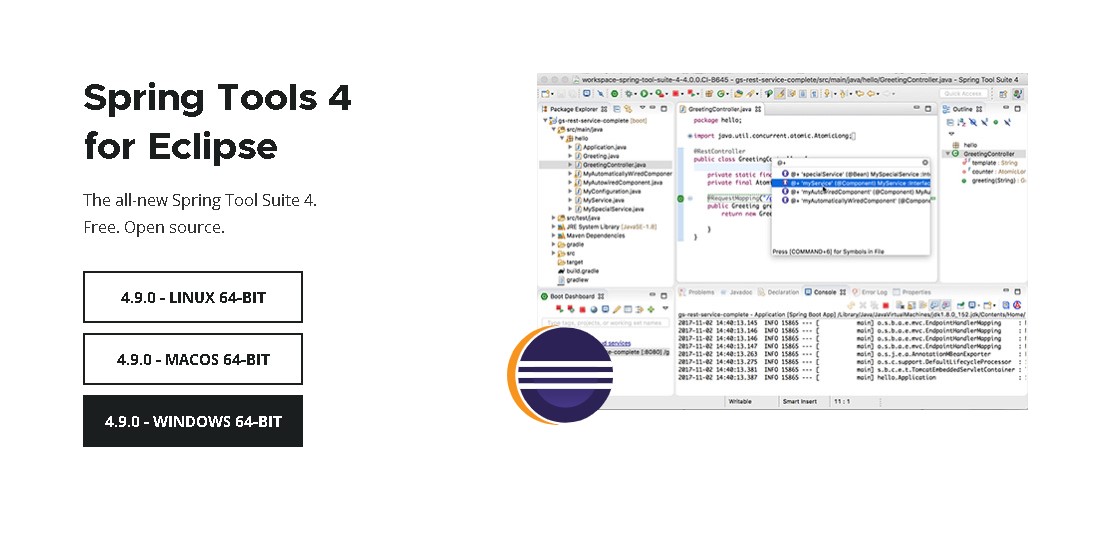 Spring Tools 4
for Eclipse
The all-new Spring Tool Suite 4.
Free. Open source.
4.9.0 - LINUX 64-BIT
4.9.0 - MACOS 64-BIT
4.9.0 - WINDOWS 64-BIT
workspace-spring-tool-suite-4-4.0.0.CI-B645 - gs-rest-service-complete/src/main/java/hello/GreetingController.java - Spring Tool Suite 4
Quick Access
Package Explorer
gs-rest-service-complete [boot]
src/main/java
hello
Application.java
Greeting.java
GreetingController.java
MyAutomaticallyWiredComponen
MyAutowiredComponent.java
MyConfiguration.java
MyService.java
MySpecialService.java
src/test/java
JRE System Library [JavaSE-1.8]
Maven Dependencies
gradle
src
target
build.gradle
gradlew
Boot Dashboard
Type tags, projects, or working set names
GreetingController.java
package hello;
import java.util.concurrent.atomic.AtomicLong;
@RestController
public class GreetingCon
private static fin
private final Atom
@RequestMapping("/
public Greeting gre
return new Gre
}
}
@+
@+ 'specialService' (@Bean) MySpecialService
@+ 'myService' (@Component) MyService
@+ 'myAutowiredComponent' (@Component)
@+ 'myAutomaticallyWiredComponent' (@Compon
Press [COMMAND+6] for Symbols in File
Outline
hello
GreetingController
template : String
counter : AtomicLon
greeting(String) : G
Problems Javadoc Declaration Console Error Log Properties
gs-rest-service-complete - Application [Spring Boot App] /Library/Java/JavaVirtualMachines/jdk1.8.0_152.jdk/Contents/Home/
2017-11-02 14:40:13.145 INFO 15865 --- [ main] o.s.b.a.e.mvc.EndpointHandlerMapping :
2017-11-02 14:40:13.146 INFO 15865 --- [ main] o.s.b.a.e.mvc.EndpointHandlerMapping :
2017-11-02 14:40:13.146 INFO 15865 --- [ main] o.s.b.a.e.mvc.EndpointHandlerMapping :
2017-11-02 14:40:13.147 INFO 15865 --- [ main] o.s.b.a.e.mvc.EndpointHandlerMapping :
2017-11-02 14:40:13.263 INFO 15865 --- [ main] o.s.j.e.a.AnnotationMBeanExporter :
2017-11-02 14:40:13.275 INFO 15865 --- [ main] o.s.c.support.DefaultLifecycleProcessor :
2017-11-02 14:40:13.381 INFO 15865 --- [ main] s.b.c.e.t.TomcatEmbeddedServletContainer :
2017-11-02 14:40:13.387 INFO 15865 --- [ main] hello.Application :
Writable Smart Insert 11 : 1